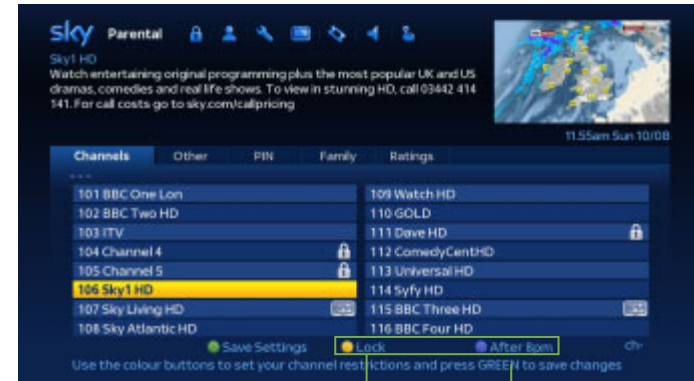 sky Parental
Sky1 HD
Watch entertaining original programming plus the most popular UK and US
dramas, comedies and real life shows. To view in stunning HD, call 03442 414
141. For call costs go to sky.com/callpricing
11.55am Sun 10/08
Channels Other PIN Family Ratings
---
101 BBC One Lon
102 BBC Two HD
103 ITV
104 Channel 4
105 Channel 5
106 Sky1 HD
107 Sky Living HD
108 Sky Atlantic HD
109 Watch HD
110 GOLD
111 Dave HD
112 ComedyCentHD
113 Universal HD
114 Syfy HD
115 BBC Three HD
116 BBC Four HD
Save Settings Lock After 8pm ch-
Use the colour buttons to set your channel restrictions and press GREEN to save changes